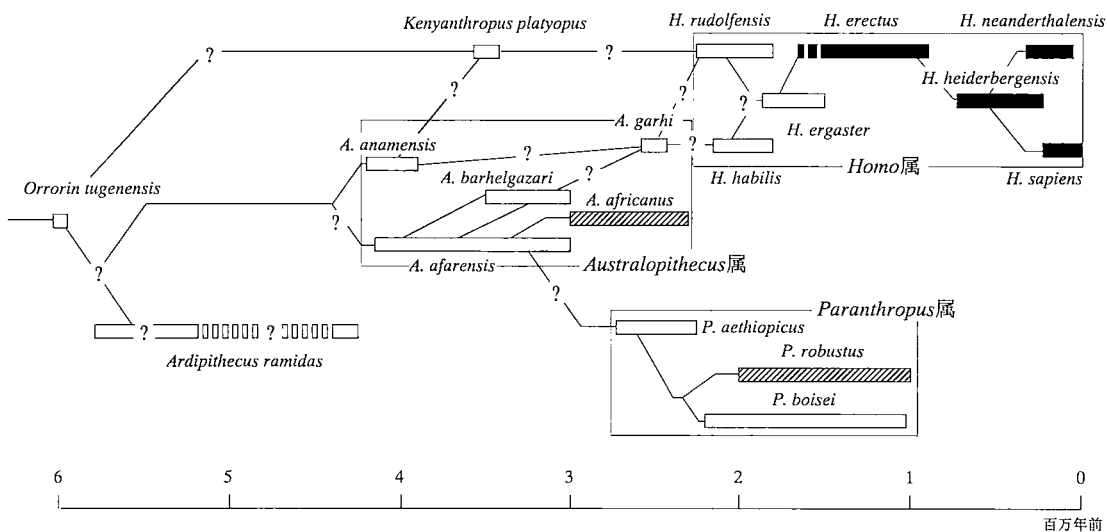 Kenyanthropus platyopus
H. rudolfensis
H. erectus
H. neanderthalensis
?
?
H. heiderbergensis
?
?
?
A. garhi
H. ergaster
A. anamensis
?
?
Homo属
Orrorin tugenensis
A. barhelgazari
?
H. habilis
H. sapiens
A. africanus
?
?
A. afarensis
Australopithecus属
?
Paranthropus属
?
?
P. aethiopicus
Ardipithecus ramidas
P. robustus
P. boisei
6 5 4 3 2 1 0
百万年前